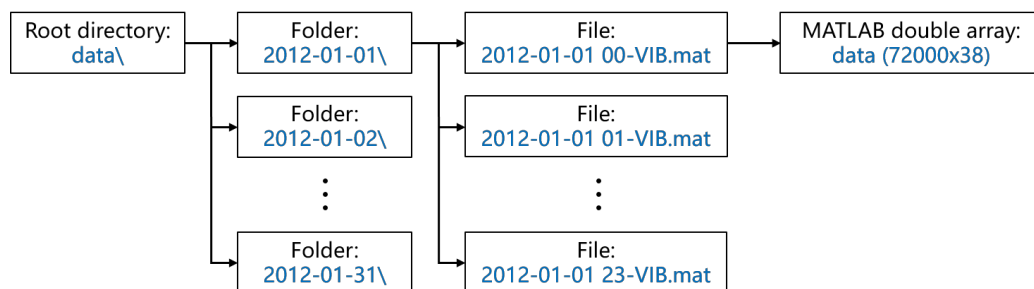 Root directory:
data\
Folder:
2012-01-01\
File:
2012-01-01 00-VIB.mat
MATLAB double array:
data (72000x38)
Folder:
2012-01-02\
File:
2012-01-01 01-VIB.mat
Folder:
2012-01-31\
File:
2012-01-01 23-VIB.mat